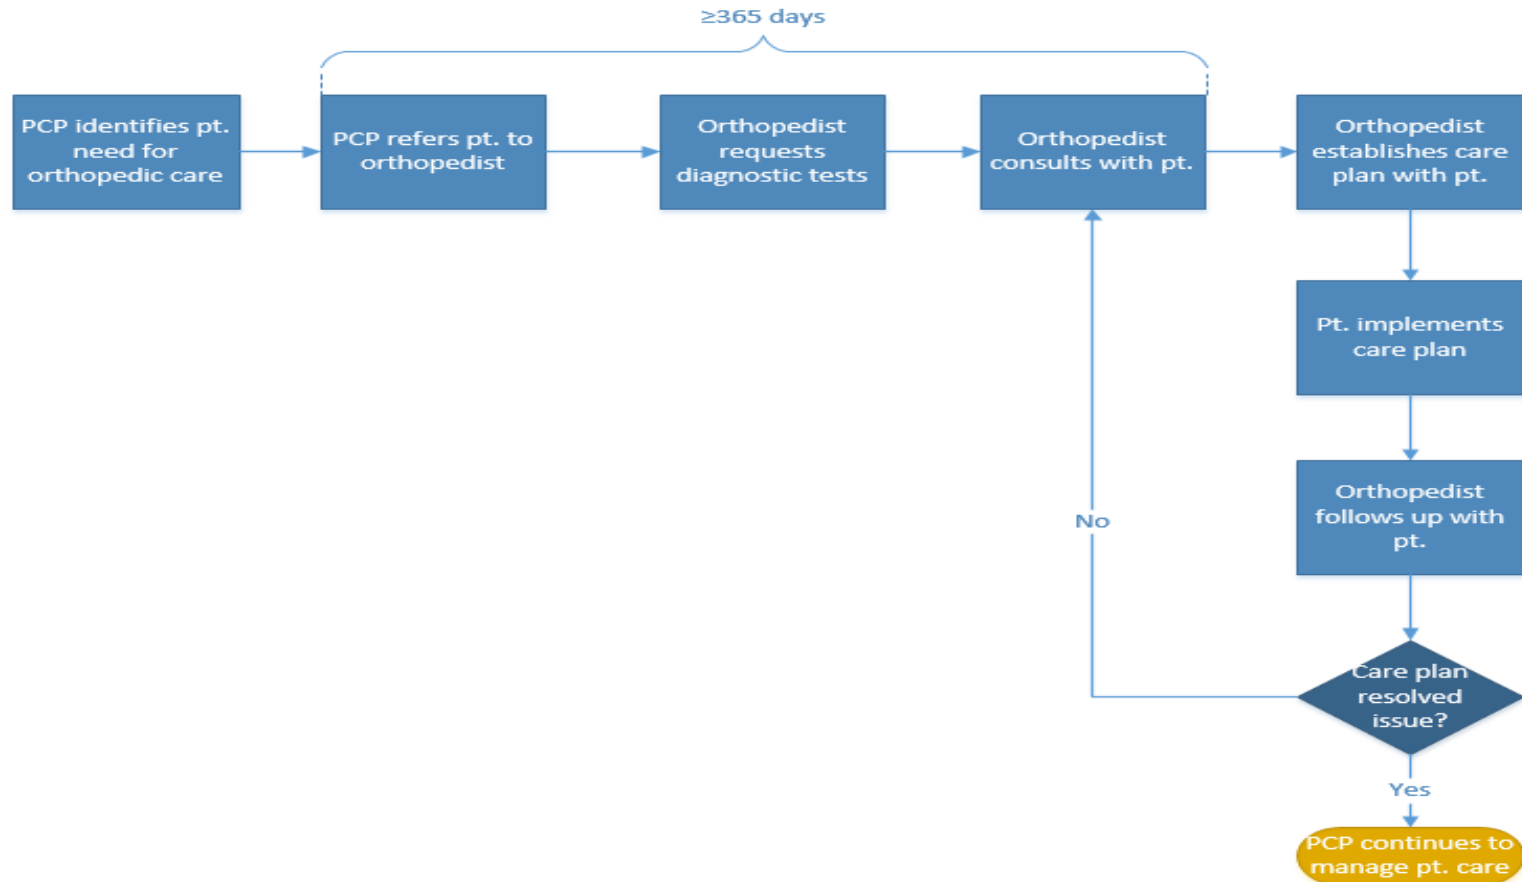 ≥365 days
PCP identifies pt.
need for
orthopedic care
PCP refers pt. to
orthopedist
Orthopedist
requests
diagnostic tests
Orthopedist
consults with pt.
Orthopedist
establishes care
plan with pt.
Pt. implements
care plan
Orthopedist
follows up with
pt.
No
Care plan
resolved
issue?
Yes
PCP continues to
manage pt. care